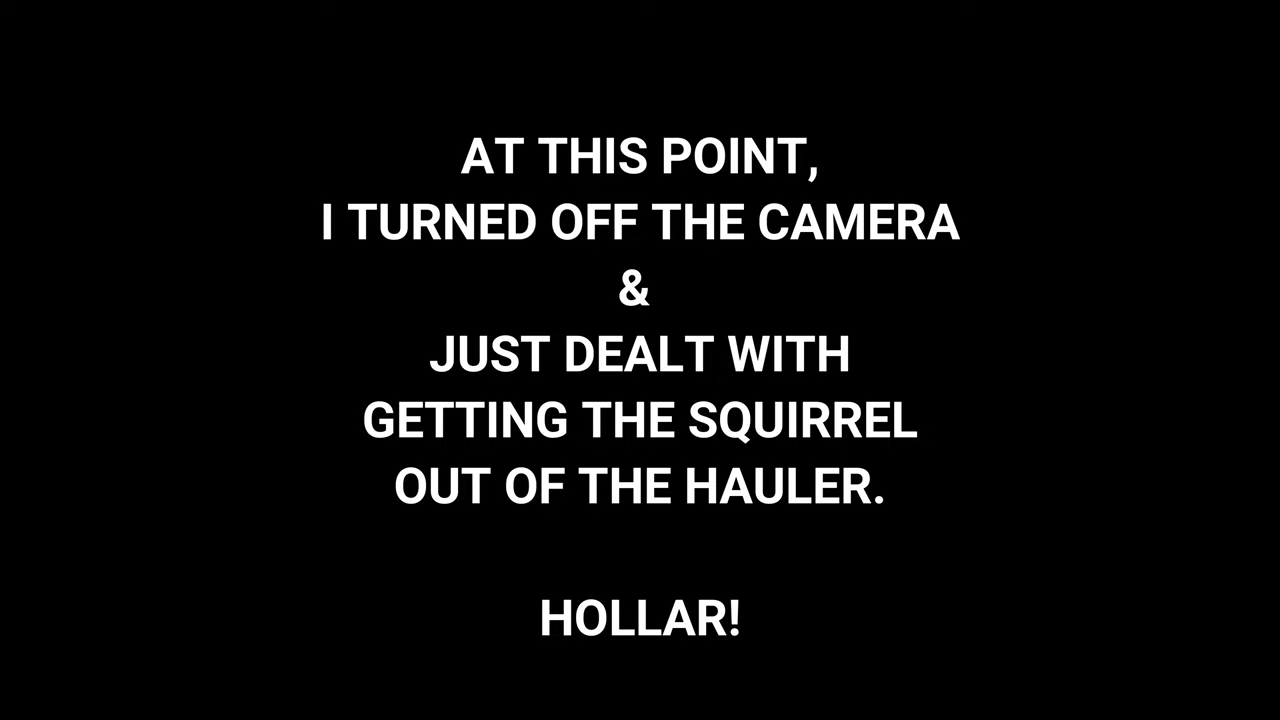 AT THIS POINT,
I TURNED OFF THE CAMERA
&
JUST DEALT WITH
GETTING THE SQUIRREL
OUT OF THE HAULER.
HOLLAR!